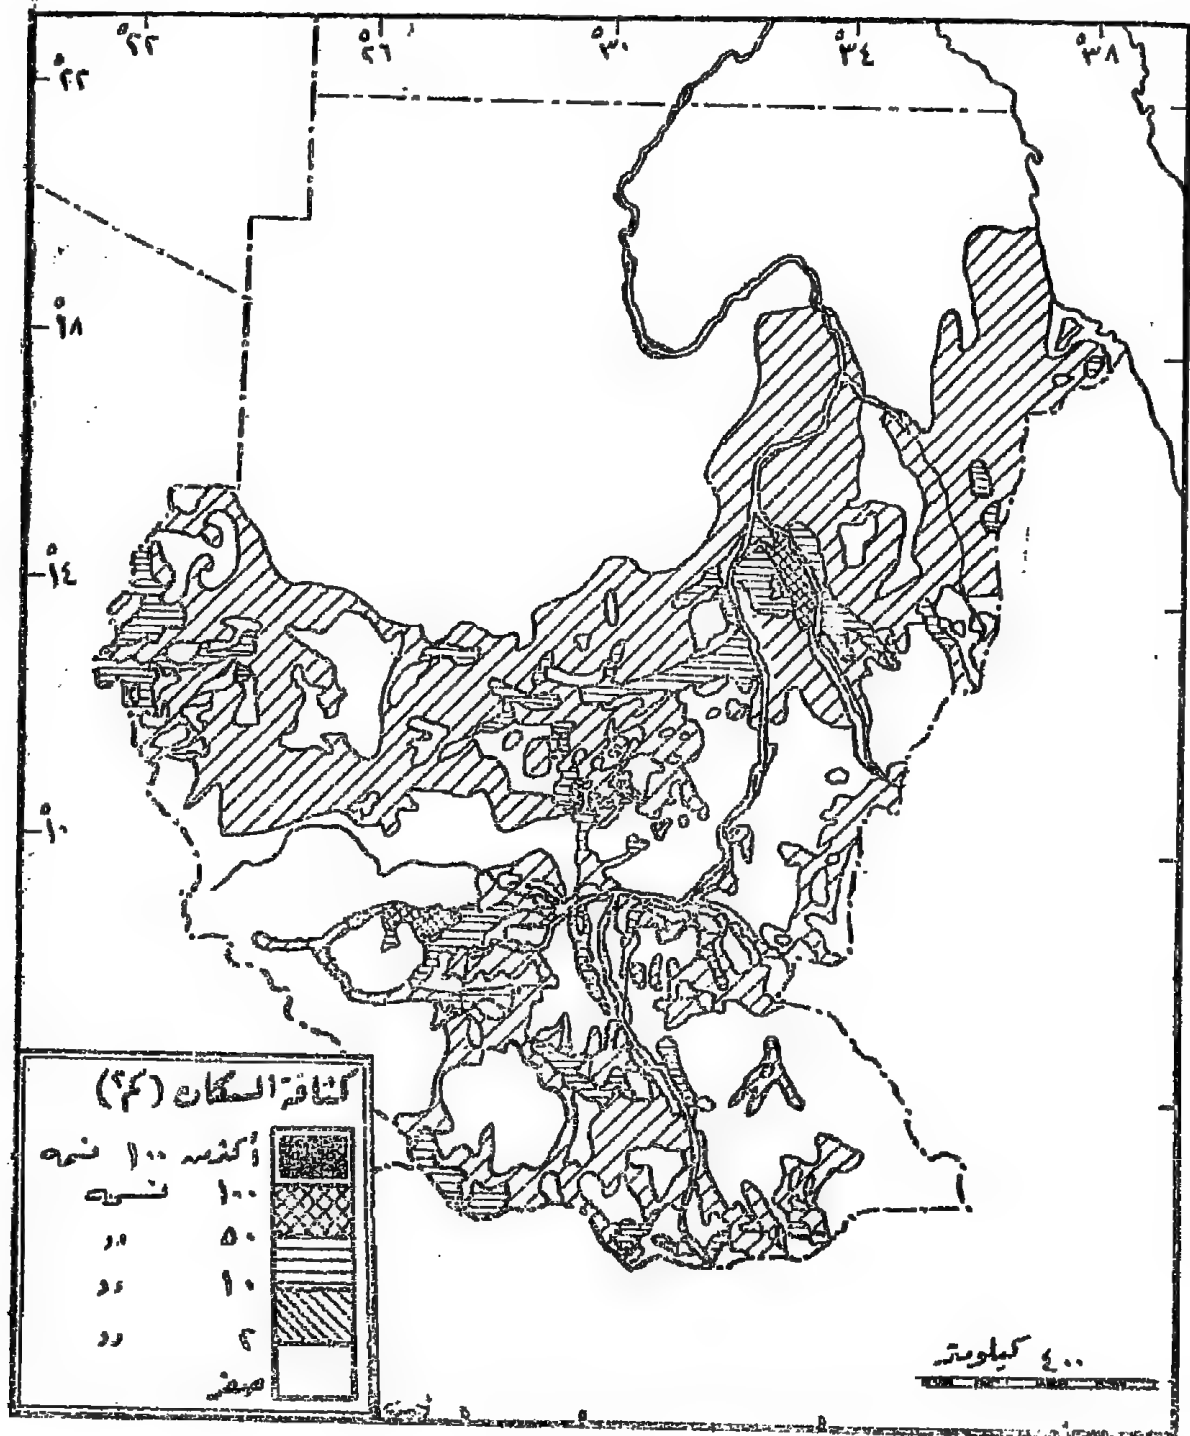 ٢٢° ٢٦° ٣٠° ٣٤° ٣٨°
٢٢°
١٨°
١٤°
١٠°
كثافة السكان (كم٢)
أكثر من ١٠٠ نسمة
١٠٠ نسمة
٥٠ ,,
١٠ ,,
٢ ,,
صفر
٤٠٠ كيلومتر